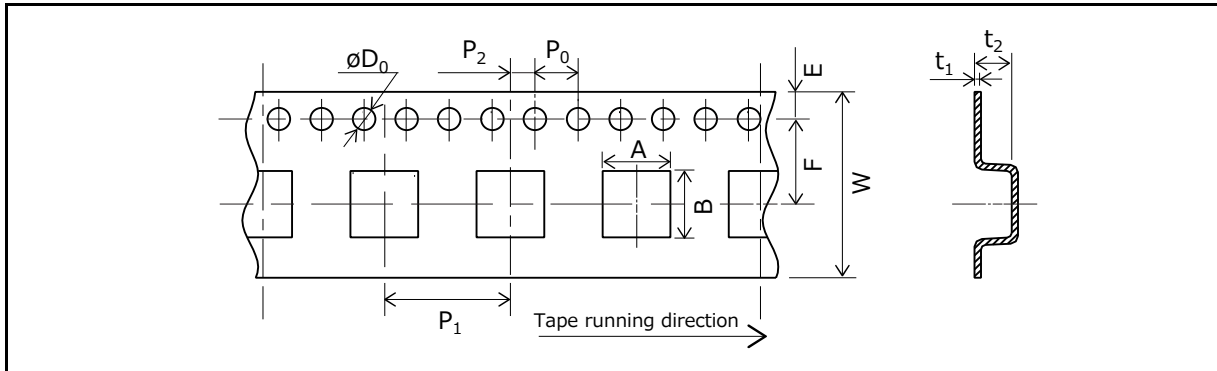 P2
P0
E
t2
t1
øD0
A
F
W
B
P1
Tape running direction